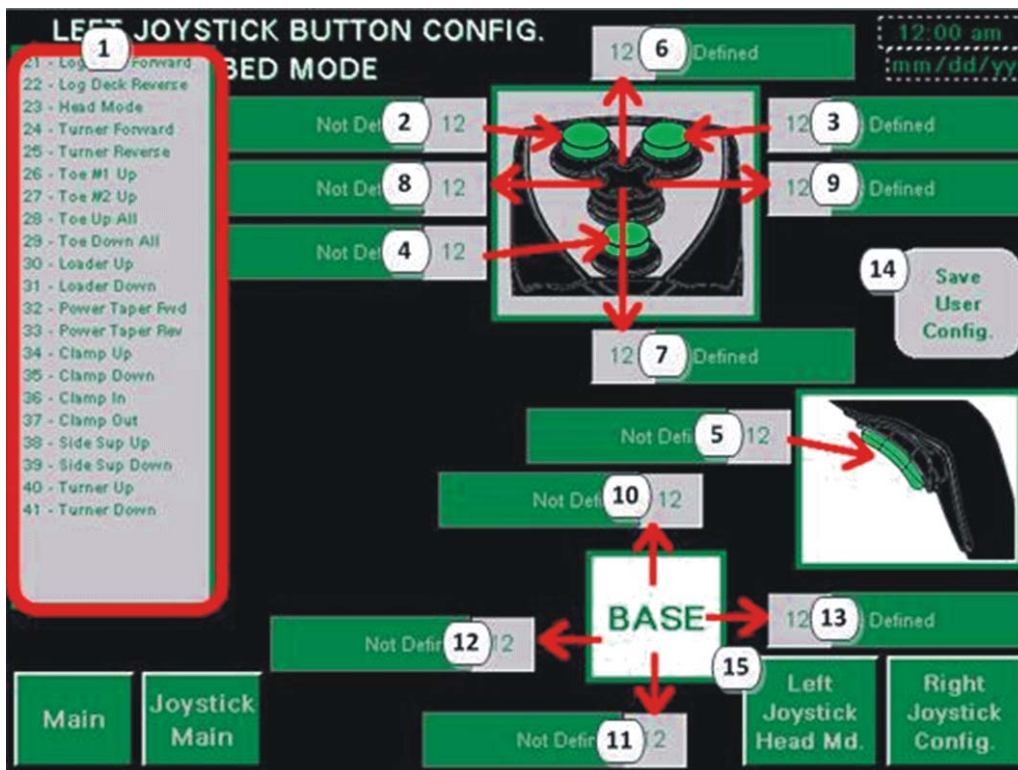 LEFT JOYSTICK BUTTON CONFIG.
BED MODE
12:00 am
mm/dd/yy
1
21 - Log Forward
22 - Log Deck Reverse
23 - Head Mode
24 - Turner Forward
25 - Turner Reverse
26 - Toe #1 Up
27 - Toe #2 Up
28 - Toe Up All
29 - Toe Down All
30 - Loader Up
31 - Loader Down
32 - Power Taper Fwd
33 - Power Taper Rev
34 - Clamp Up
35 - Clamp Down
36 - Clamp In
37 - Clamp Out
38 - Side Sup Up
39 - Side Sup Down
40 - Turner Up
41 - Turner Down
12 6 Defined
Not Def 2 12
12 3 Defined
Not Def 8 12
12 9 Defined
Not Def 4 12
14
Save
User
Config.
12 7 Defined
Not Defi 5 12
Not Defi 10 12
BASE
12 13 Defined
Not Defin 12 12
15
Main
Joystick
Main
Not Defin 11 12
Left
Joystick
Head Md.
Right
Joystick
Config.